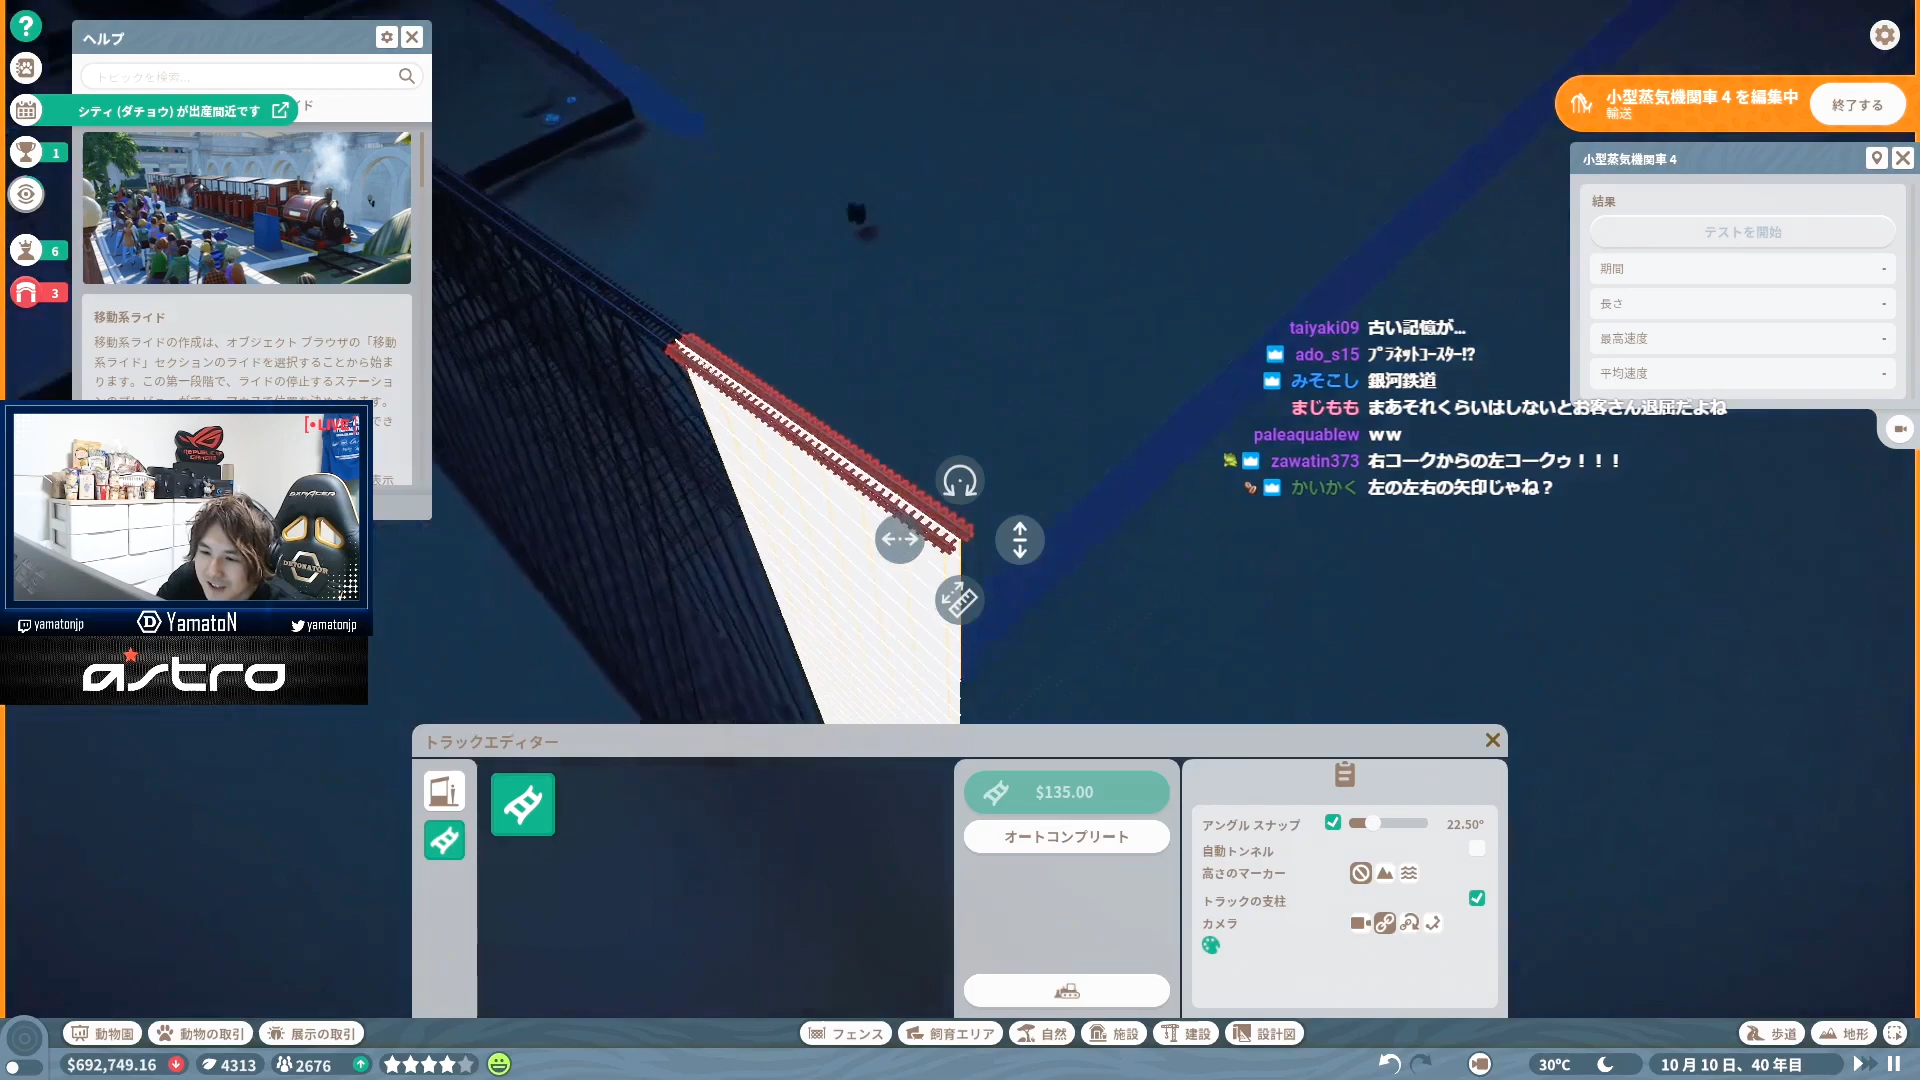 ヘルプ
トピックを検索...
シティ (ダチョウ) が出産間近です
イド
1
6
3
移動系ライド
移動系ライドの作成は、オブジェクト ブラウザの「移動
系ライド」セクションのライドを選択することから始ま
ります。この第一段階で、ライドの停止するステーショ
[•LIVE]
REPUBLIC OF GAMERS
DXRACER
DETONATOR
yamatonjp
YamatoN
yamatonjp
astro
小型蒸気機関車 4 を編集中
輸送
終了する
小型蒸気機関車 4
結果
テストを開始
期間 -
長さ -
最高速度 -
平均速度 -
taiyaki09 古い記憶が...
ado_s15 ﾌﾟﾗﾈｯﾄｺｰｽﾀｰ!?
みそこし 銀河鉄道
まじもも まあそれくらいはしないとお客さん退屈だよね
paleaquablew ww
zawatin373 右コークからの左コークゥ！！！
かいかく 左の左右の矢印じゃね？
トラックエディター
$135.00
オートコンプリート
アングル スナップ 22.50°
自動トンネル
高さのマーカー
トラックの支柱
カメラ
動物園
動物の取引
展示の取引
フェンス
飼育エリア
自然
施設
建設
設計図
歩道
地形
$692,749.16
4313
2676
30°C
10 月 10 日、40 年目